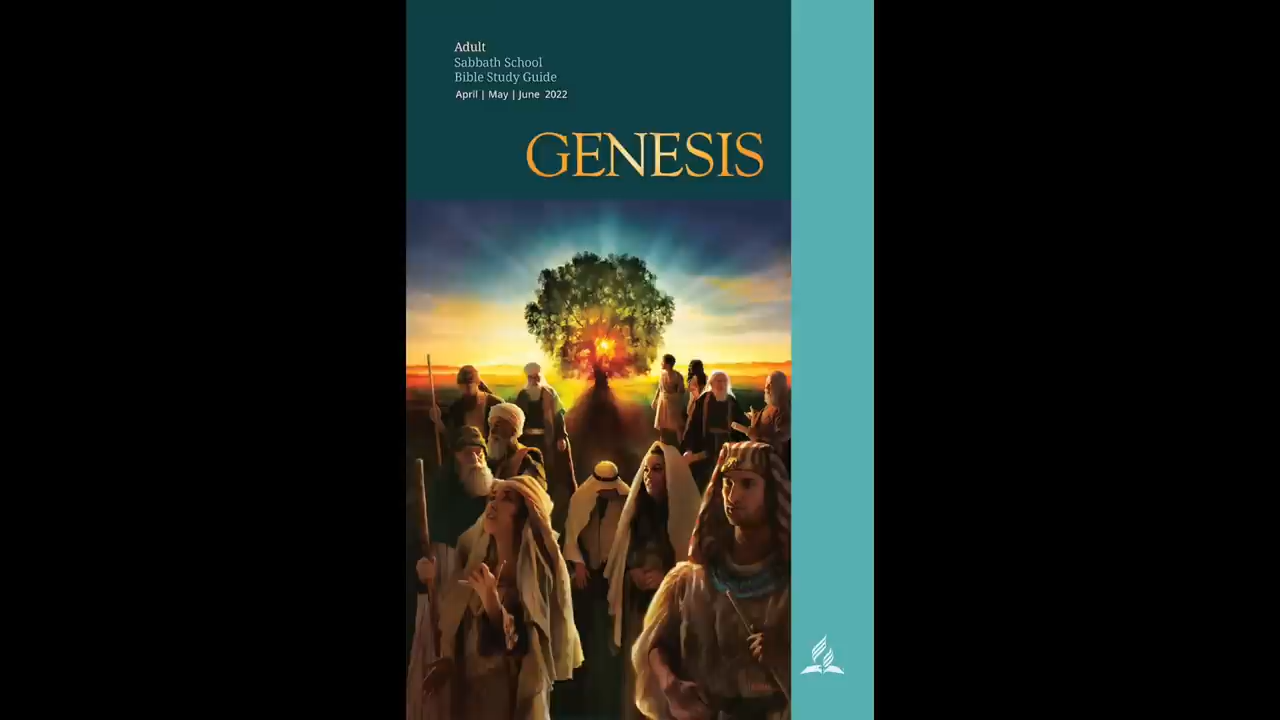 Adult
Sabbath School
Bible Study Guide
April | May | June 2022
GENESIS